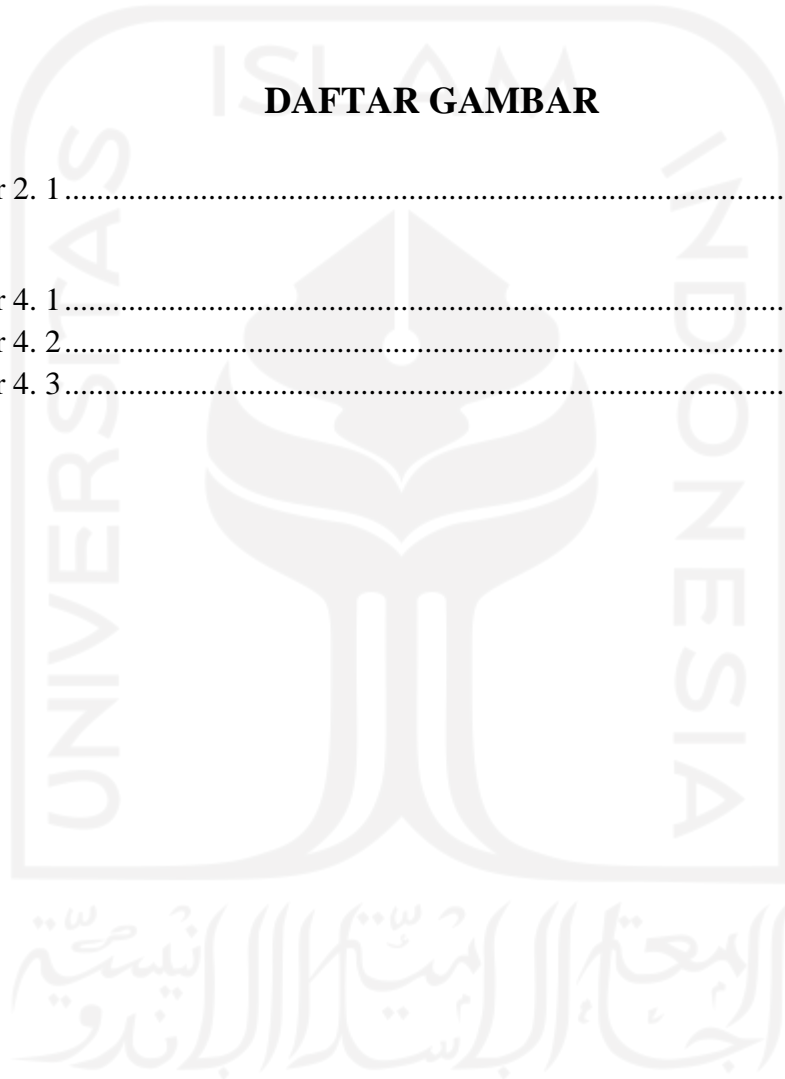 ISLAM
DAFTAR GAMBAR
r 2. 1................................................................................
r 4. 1................................................................................
r 4. 2................................................................................
r 4. 3................................................................................
UNIVERSITAS
INDONESIA